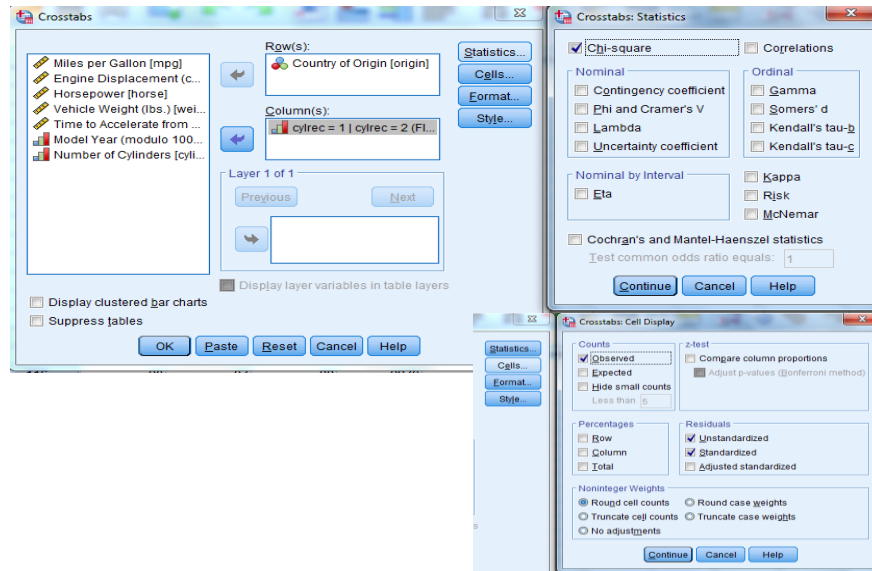 Crosstabs
Miles per Gallon [mpg]
Engine Displacement (c...
Horsepower [horse]
Vehicle Weight (lbs.) [wei...
Time to Accelerate from ...
Model Year (modulo 100...
Number of Cylinders [cyli...
Row(s):
Country of Origin [origin]
Column(s):
cylrec = 1 | cylrec = 2 (FI...
Layer 1 of 1
Previous
Next
Display layer variables in table layers
Statistics...
Cells...
Format...
Style...
Display clustered bar charts
Suppress tables
OK Paste Reset Cancel Help
Crosstabs: Statistics
Chi-square
Correlations
Nominal
Contingency coefficient
Phi and Cramer's V
Lambda
Uncertainty coefficient
Ordinal
Gamma
Somers' d
Kendall's tau-b
Kendall's tau-c
Nominal by Interval
Eta
Kappa
Risk
McNemar
Cochran's and Mantel-Haenszel statistics
Test common odds ratio equals: 1
Continue Cancel Help
Statistics...
Cells...
Format...
Style...
Crosstabs: Cell Display
Counts
Observed
Expected
Hide small counts
Less than 5
z-test
Compare column proportions
Adjust p-values (Bonferroni method)
Percentages
Row
Column
Total
Residuals
Unstandardized
Standardized
Adjusted standardized
Noninteger Weights
Round cell counts Round case weights
Truncate cell counts Truncate case weights
No adjustments
Continue Cancel Help